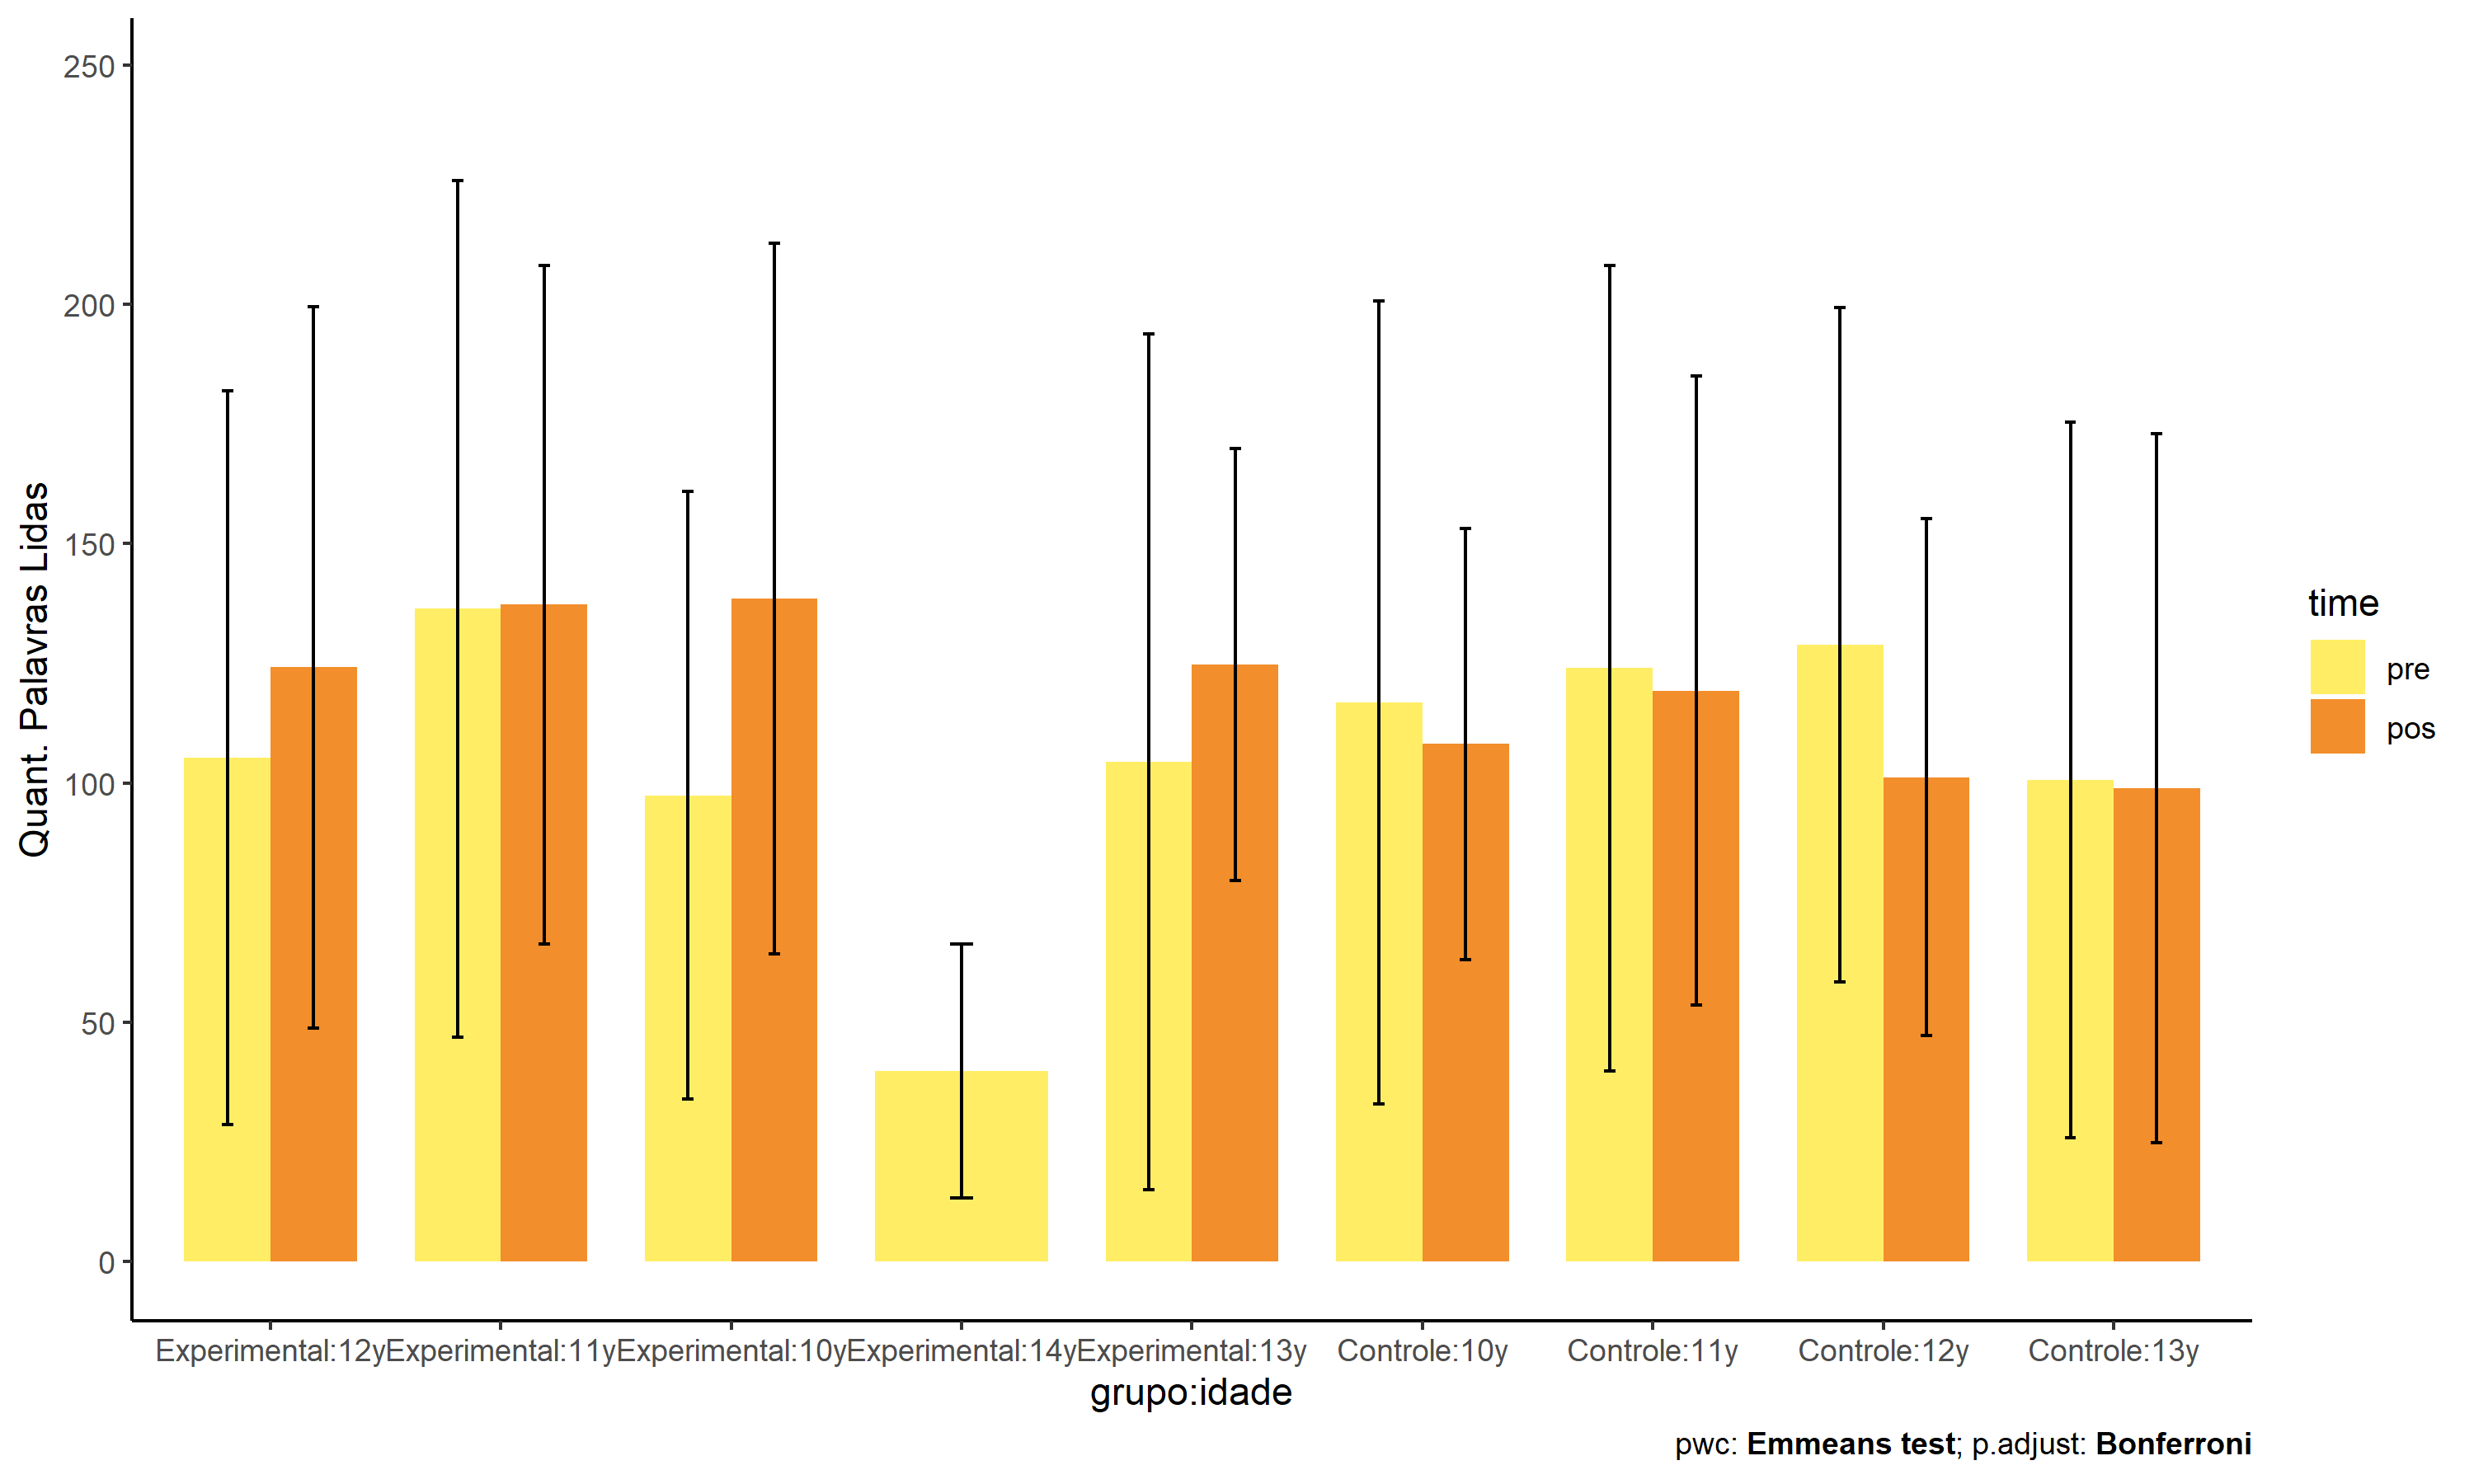 250
200
150
100
50
0
Quant. Palavras Lidas
Experimental:12y Experimental:11y Experimental:10y Experimental:14y Experimental:13y Controle:10y Controle:11y Controle:12y Controle:13y
grupo:idade
time
pre
pos
pwc: Emmeans test; p.adjust: Bonferroni